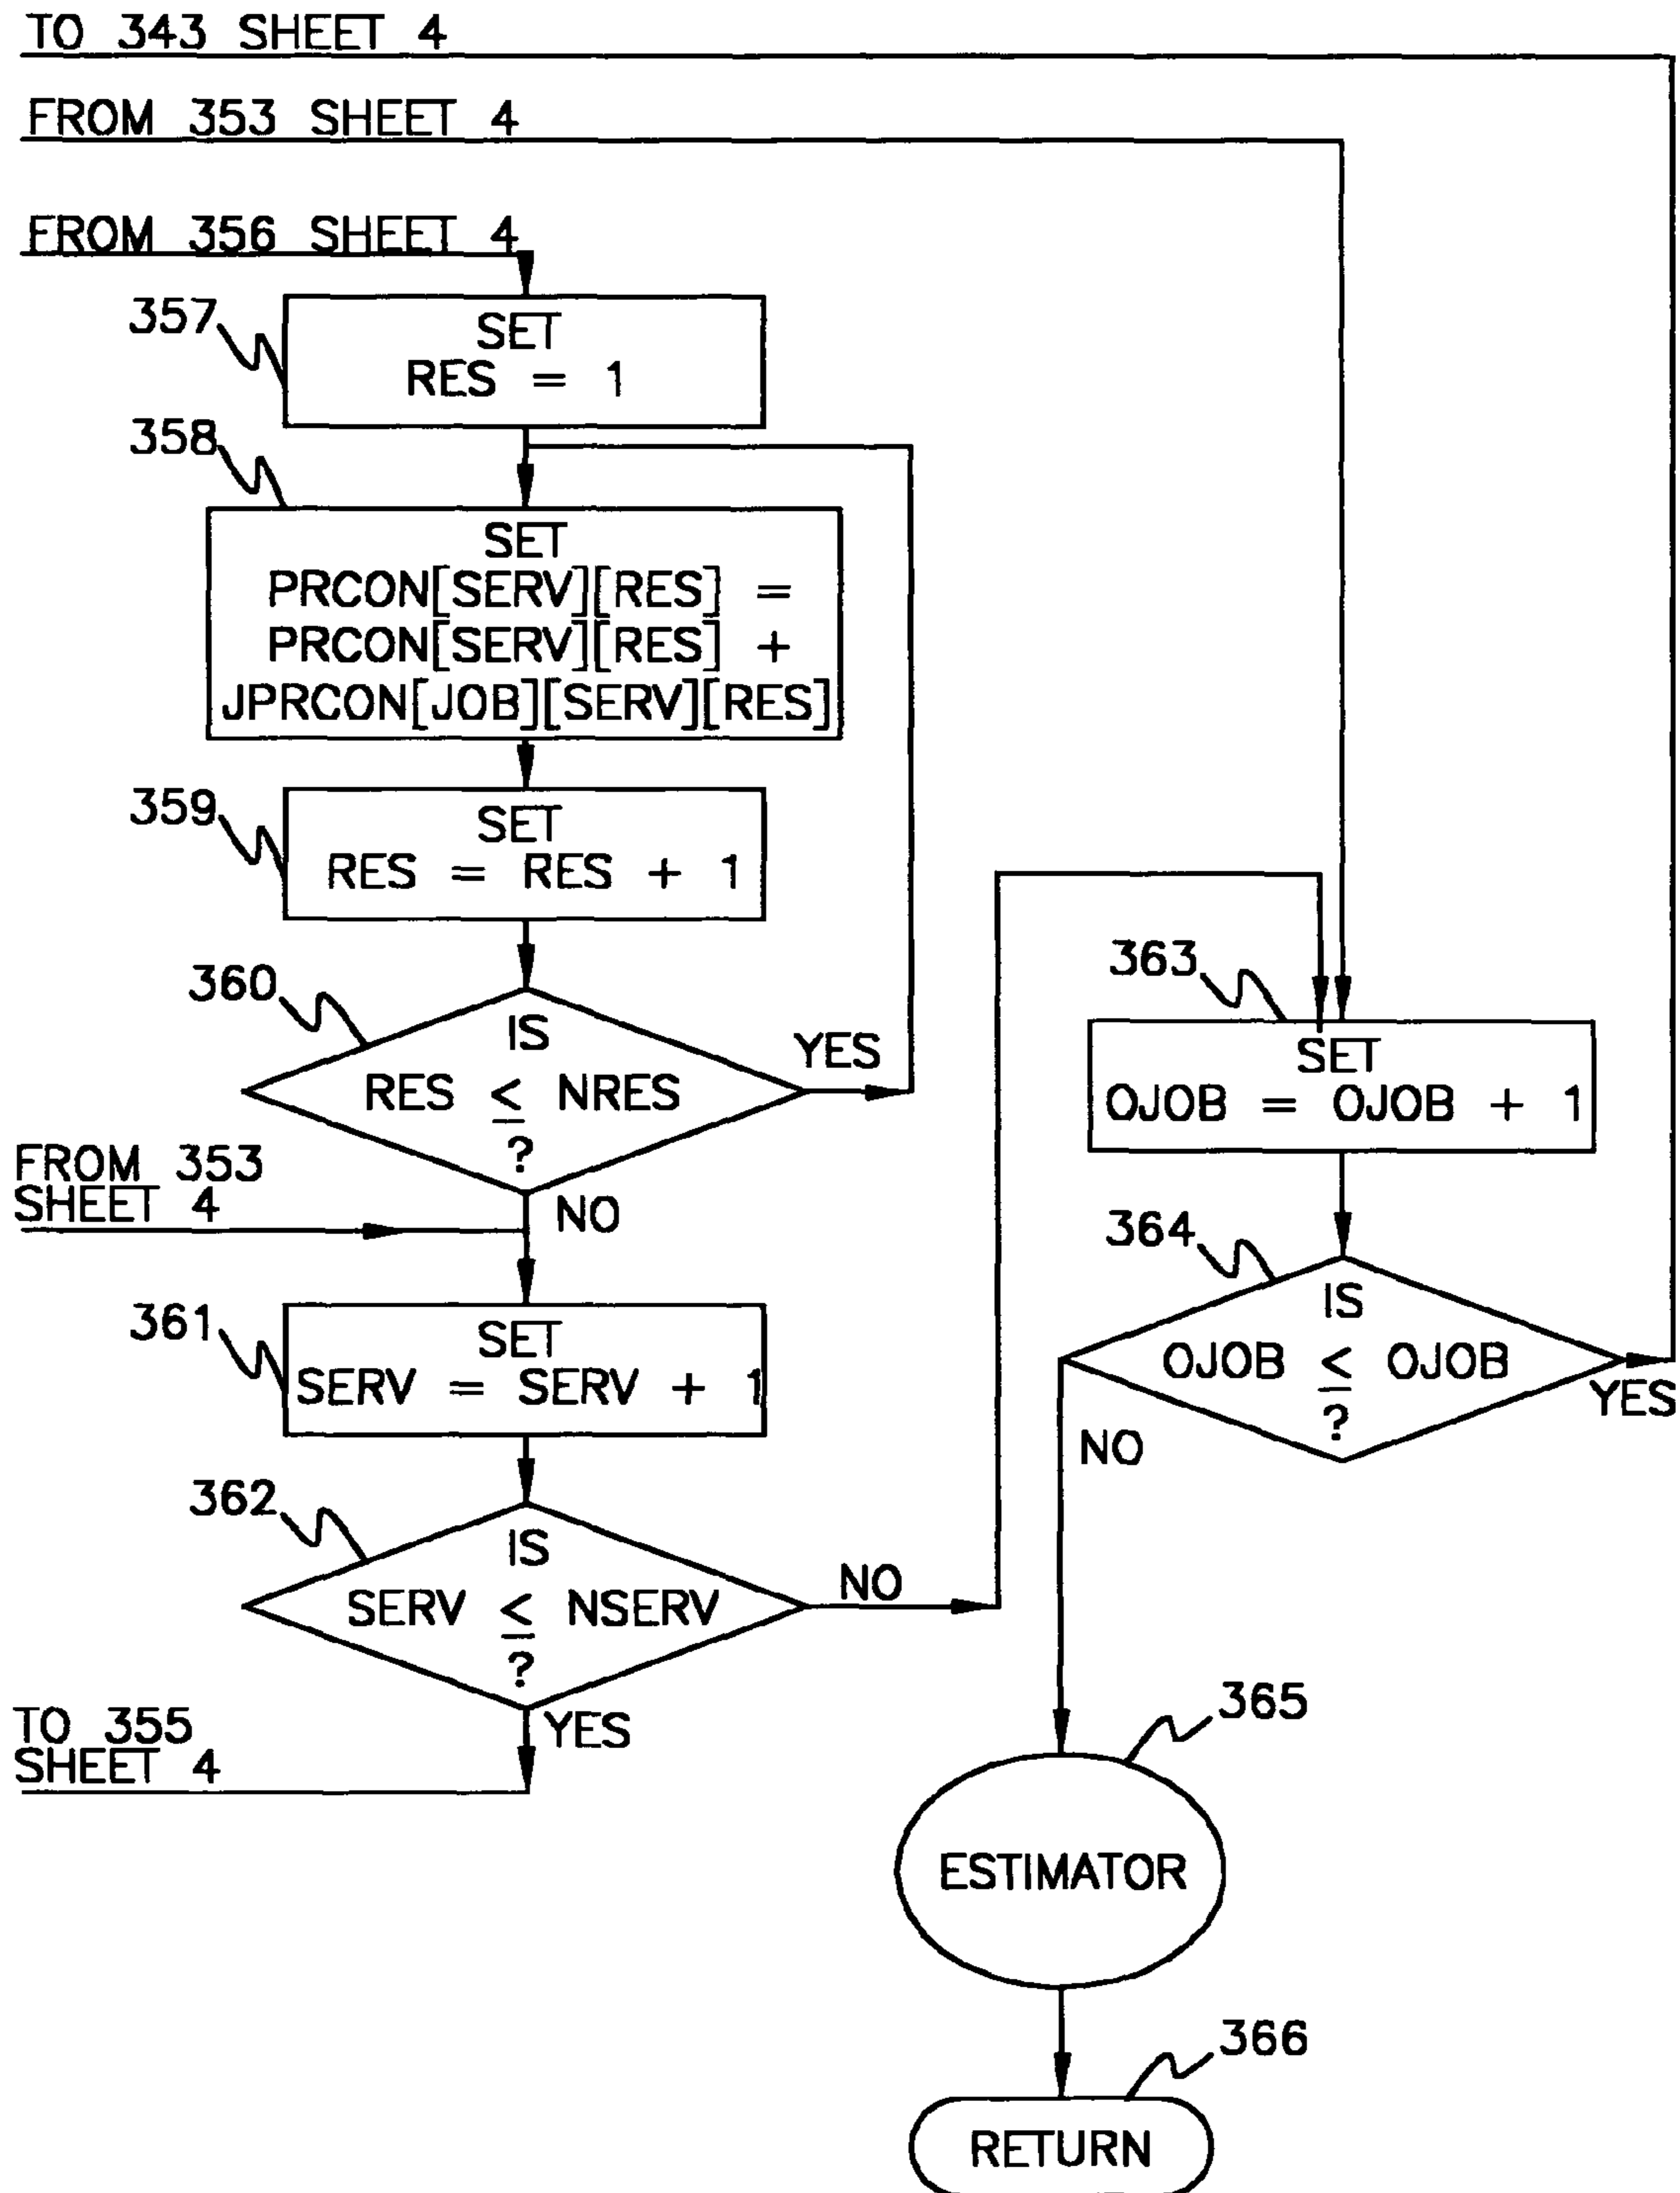 TO 343 SHEET 4
FROM 353 SHEET 4
FROM 356 SHEET 4
357
SET
RES = 1
358
SET
PRCON[SERV][RES] =
PRCON[SERV][RES] +
JPRCON[JOB][SERV][RES]
359
SET
RES = RES + 1
360
IS
RES ≤ NRES
?
YES
NO
FROM 353
SHEET 4
361
SET
SERV = SERV + 1
362
IS
SERV ≤ NSERV
?
NO
YES
TO 355
SHEET 4
363
SET
OJOB = OJOB + 1
364
IS
OJOB ≤ OJOB
?
YES
NO
365
ESTIMATOR
366
RETURN